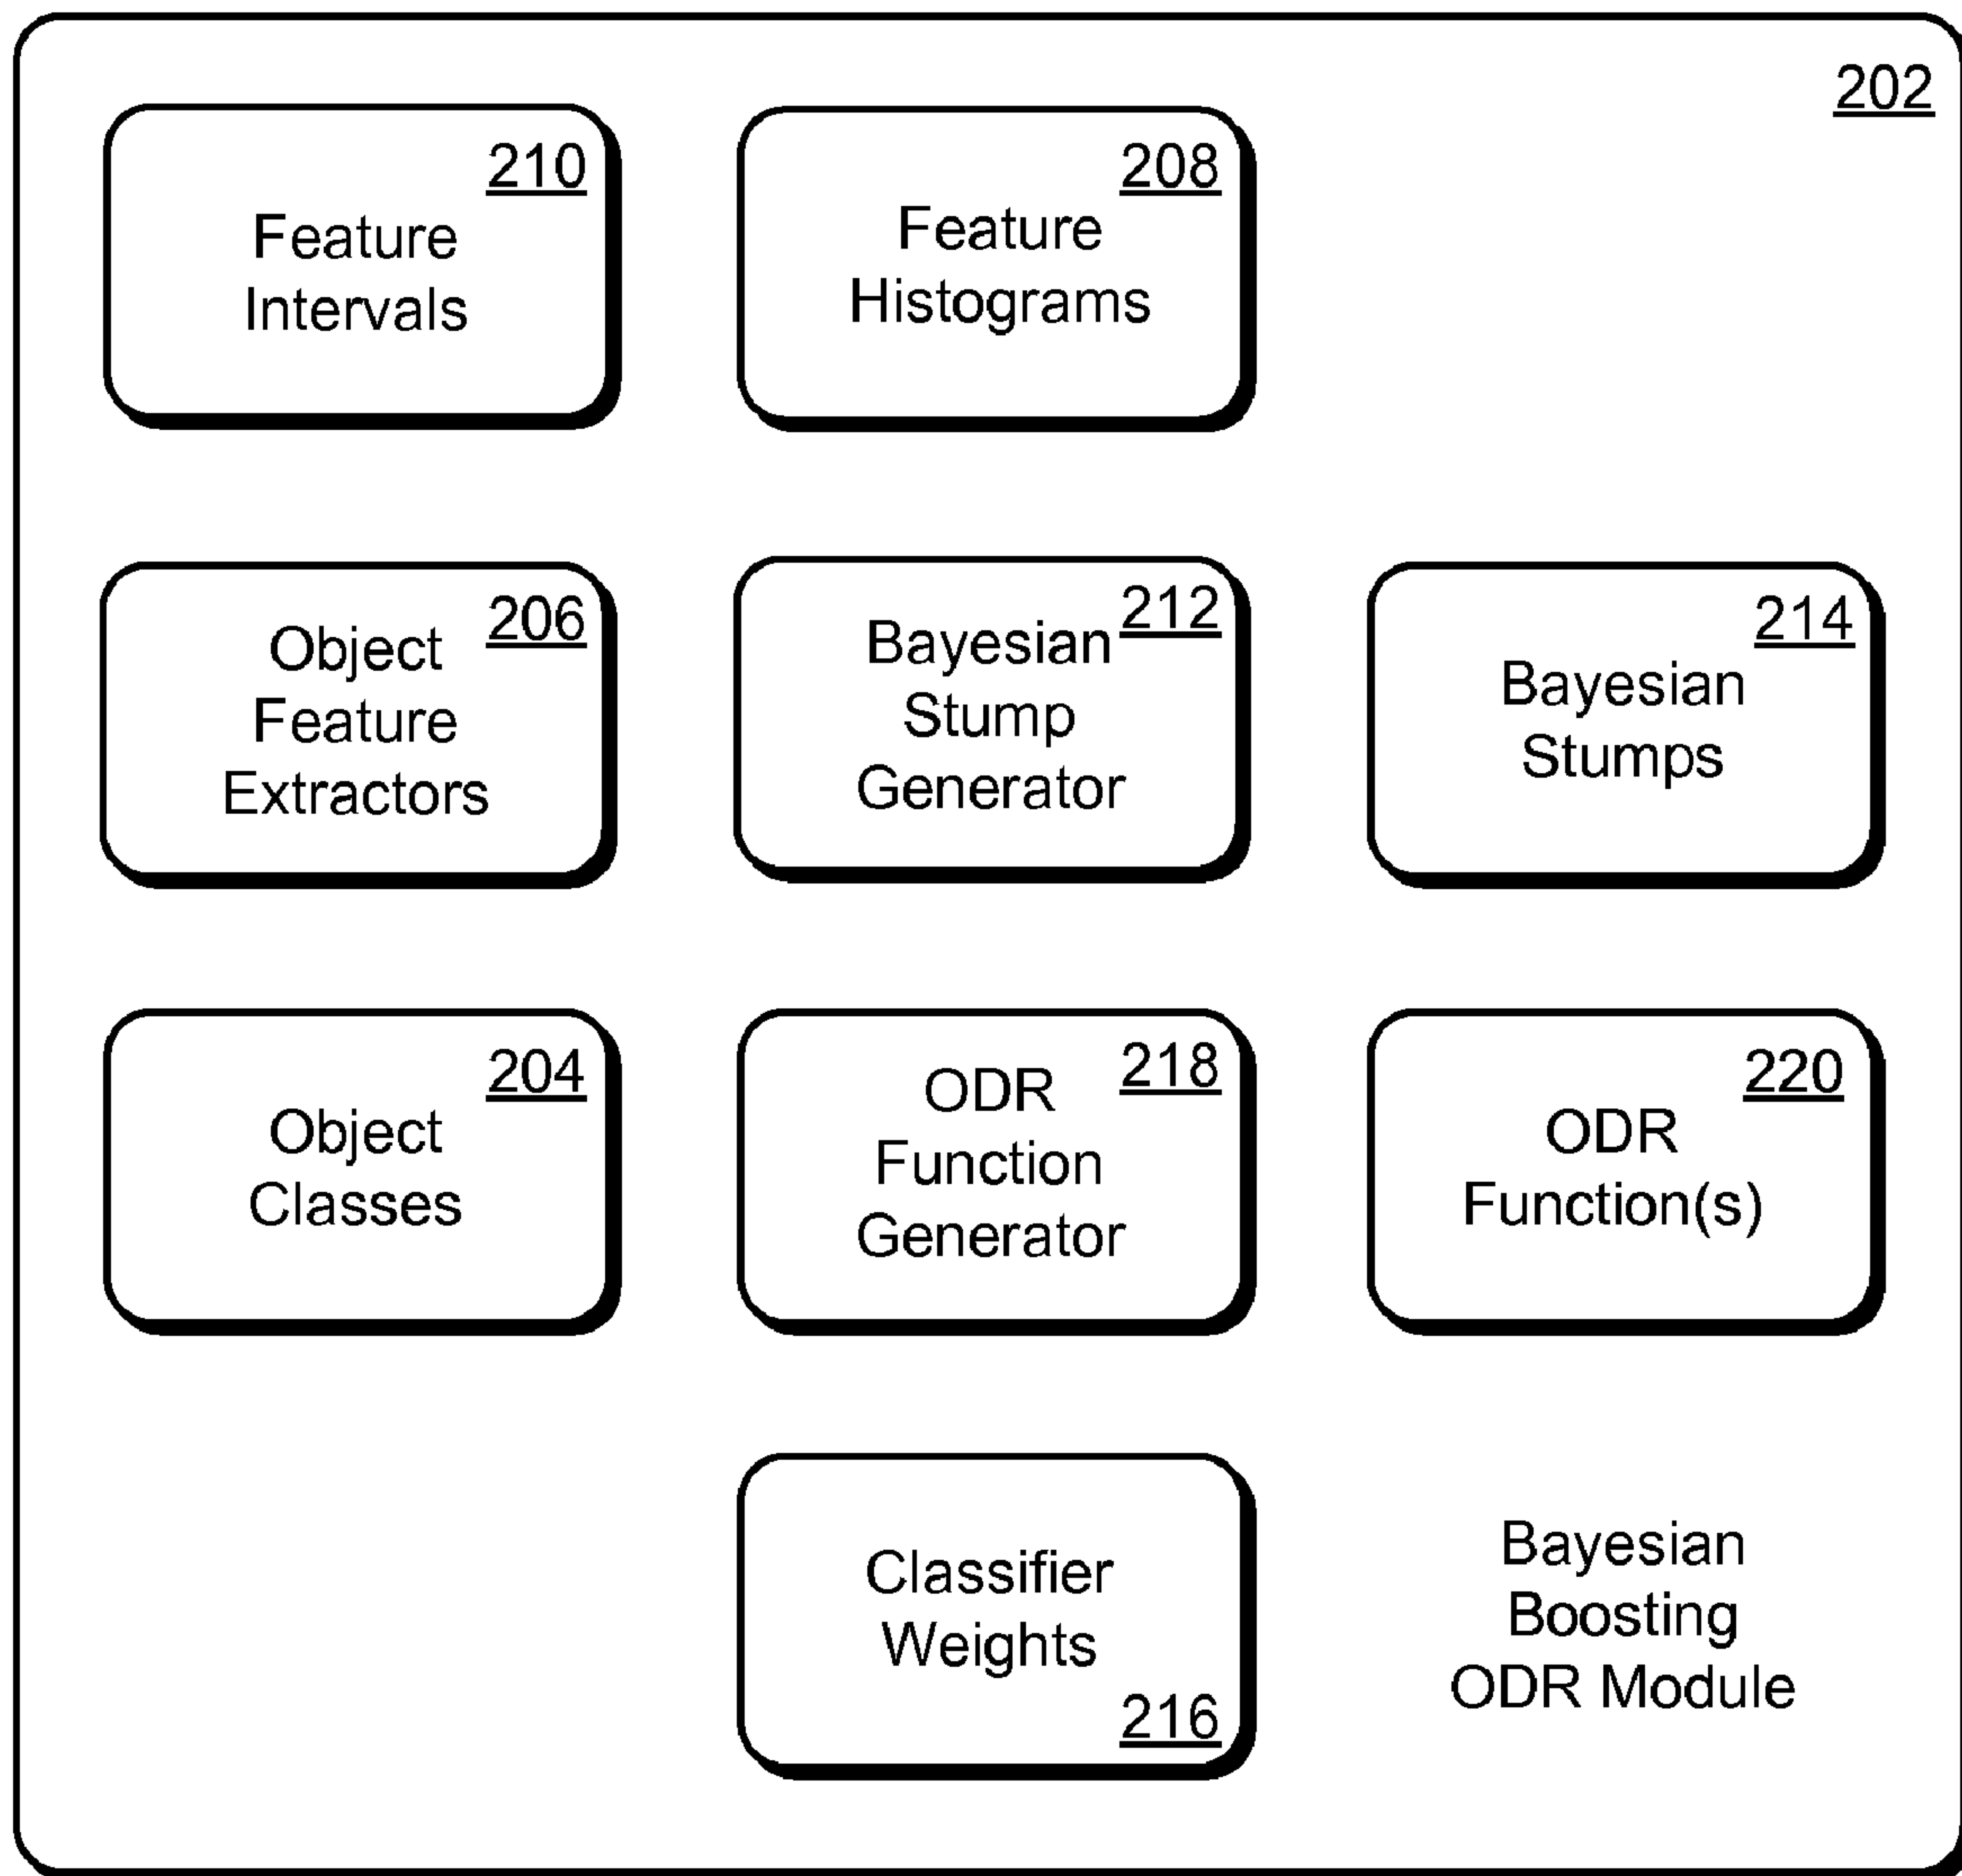 202
210
Feature
Intervals
208
Feature
Histograms
206
Object
Feature
Extractors
212
Bayesian
Stump
Generator
214
Bayesian
Stumps
204
Object
Classes
218
ODR
Function
Generator
220
ODR
Function(s)
Classifier
Weights
216
Bayesian
Boosting
ODR Module